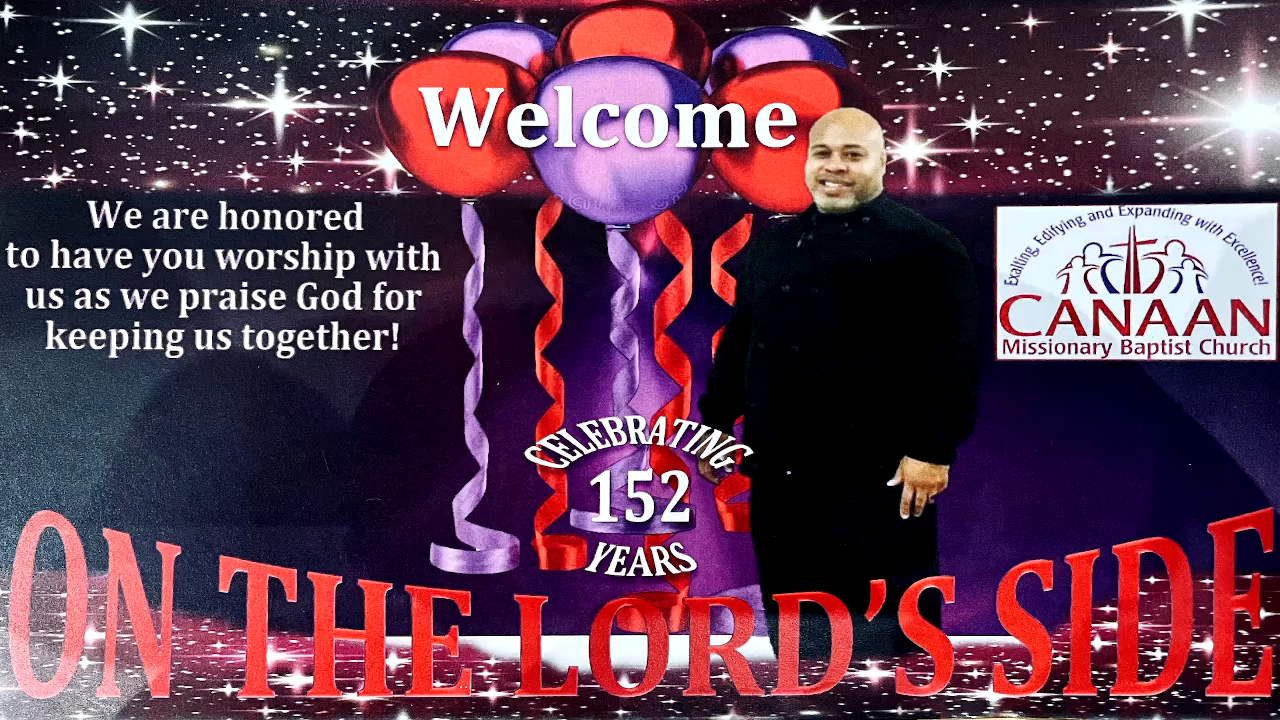 Welcome
We are honored
to have you worship with
us as we praise God for
keeping us together!
Exalting, Edifying and Expanding with Excellence!
CANAAN
Missionary Baptist Church
CELEBRATING
152
YEARS
ON THE LORD'S SIDE